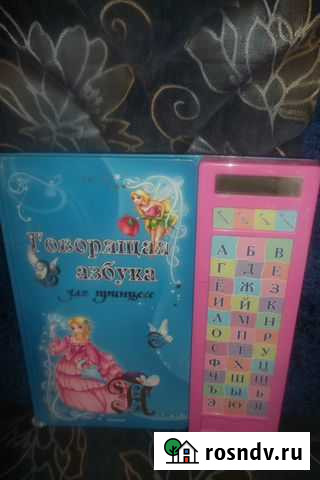 Говорящая
азбука
для принцесс
А Б В
Г Д Е
Ё Ж З
И Й К
Л М Н
О П Р
С Т У
Ф Х Ц
Ч Ш Щ
Ъ Ы Ь
Э Ю Я
rosndv.ru